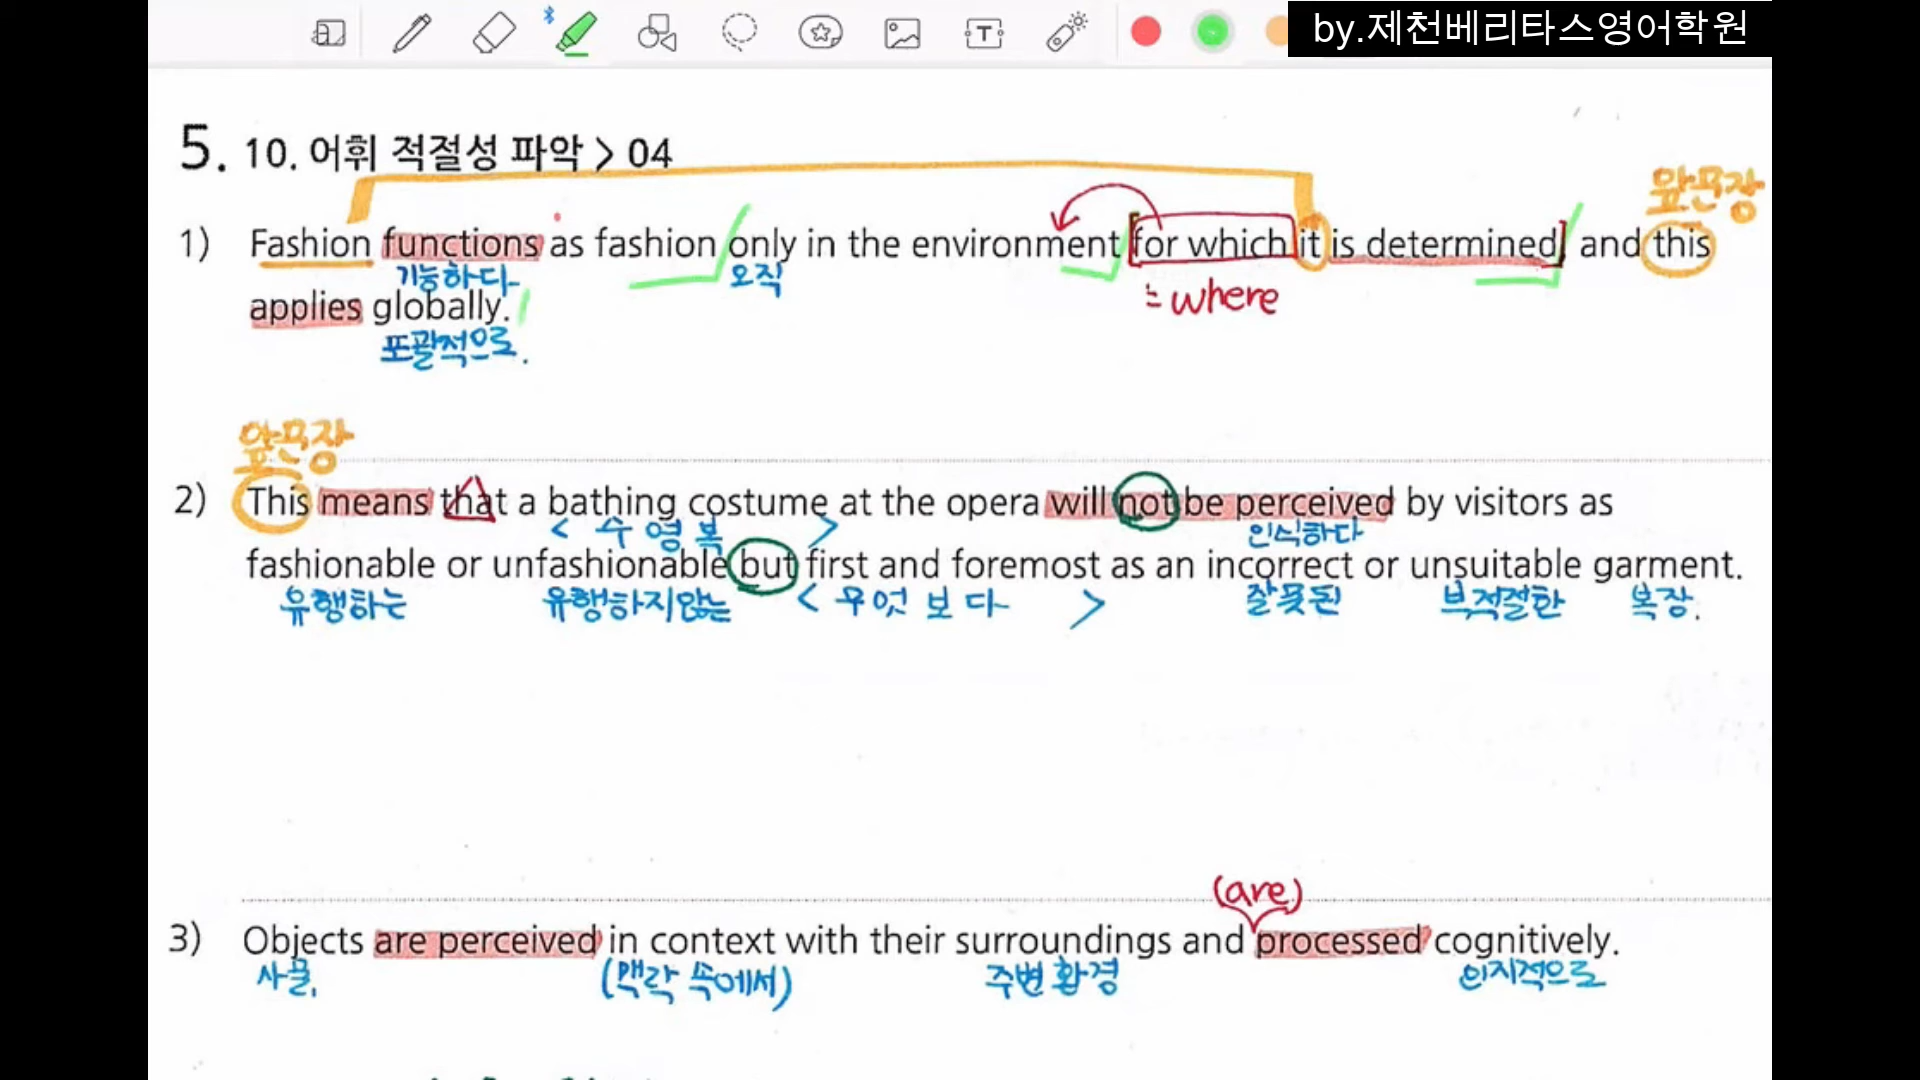 by.제천베리타스영어학원
5. 10. 어휘 적절성 파악 > 04
앞문장
1) Fashion functions as fashion only in the environment [for which it is determined] and this
기능하다 오직 = where
applies globally.
포괄적으로.
앞문장
2) This means that a bathing costume at the opera will not be perceived by visitors as
< 수영복 > 인식하다
fashionable or unfashionable but first and foremost as an incorrect or unsuitable garment.
유행하는 유행하지않는 < 무엇보다 > 잘못된 부적절한 복장.
(are)
3) Objects are perceived in context with their surroundings and processed cognitively.
사물, (맥락 속에서) 주변환경 인지적으로